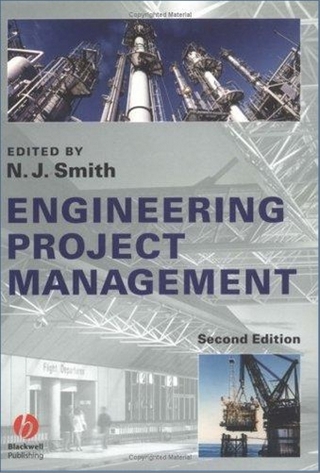 Copyrighted Material
EDITED BY
N. J. Smith
ENGINEERING
PROJECT
MANAGEMENT
Second Edition
Flight Departures
Blackwell
Publishing
Copyrighted Material